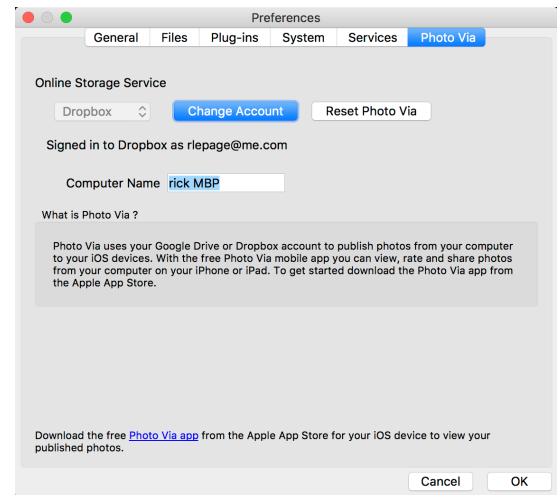 Preferences
General Files Plug-ins System Services Photo Via
Online Storage Service
Dropbox Change Account Reset Photo Via
Signed in to Dropbox as rlepage@me.com
Computer Name rick MBP
What is Photo Via ?
Photo Via uses your Google Drive or Dropbox account to publish photos from your computer
to your iOS devices. With the free Photo Via mobile app you can view, rate and share photos
from your computer on your iPhone or iPad. To get started download the Photo Via app from
the Apple App Store.
Download the free Photo Via app from the Apple App Store for your iOS device to view your
published photos.
Cancel OK